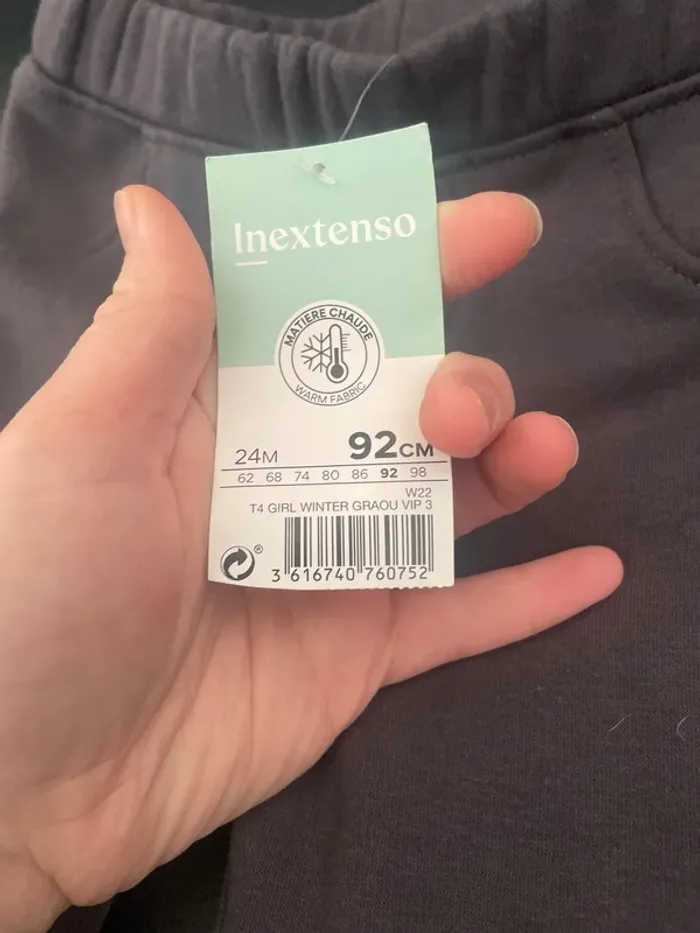 Inextenso
MATIERE CHAUDE
WARM FABRIC
24M 92CM
62 68 74 80 86 92 98
W22
T4 GIRL WINTER GRAOU VIP 3
®
3 616740 760752